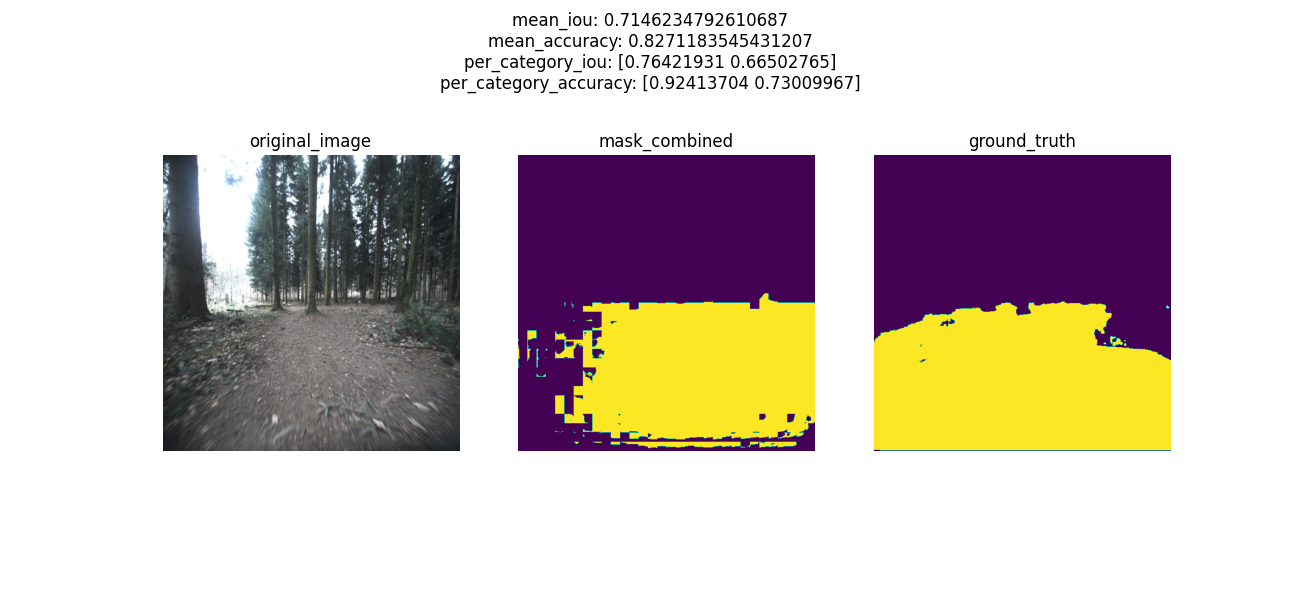 mean_iou: 0.7146234792610687
mean_accuracy: 0.8271183545431207
per_category_iou: [0.76421931 0.66502765]
per_category_accuracy: [0.92413704 0.73009967]
original_image
mask_combined
ground_truth